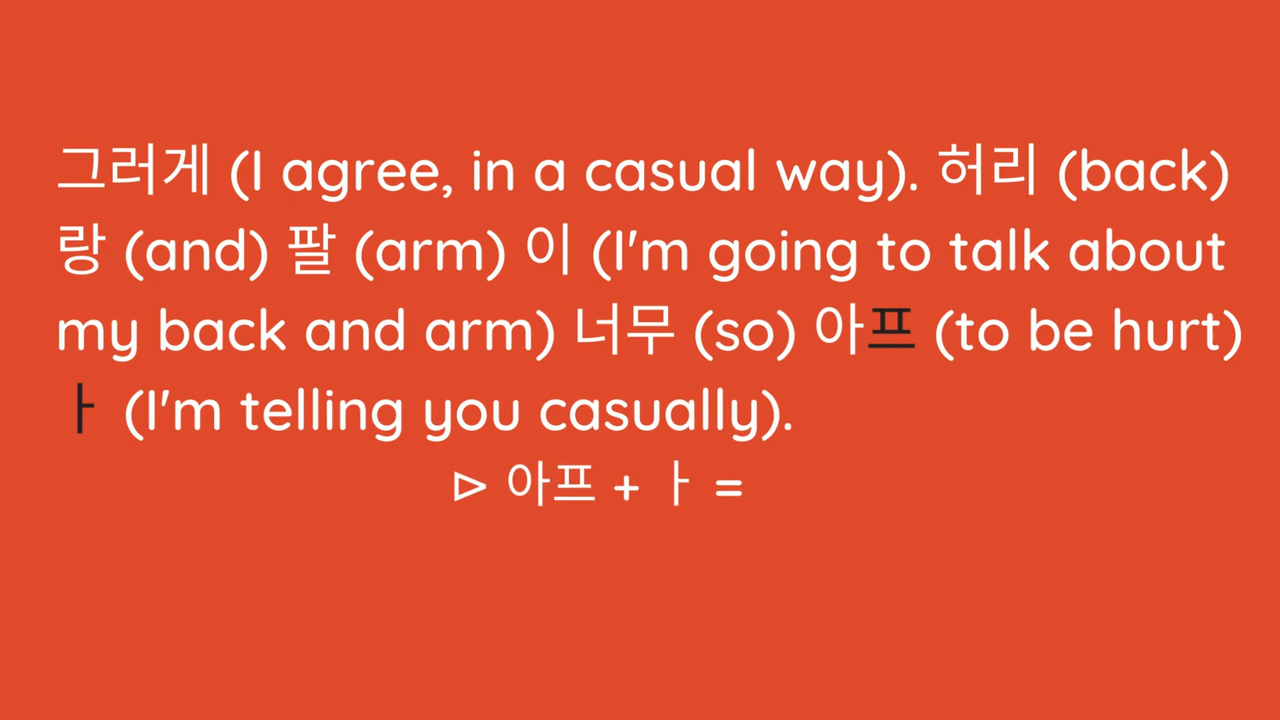 그러게 (I agree, in a casual way). 허리 (back)
랑 (and) 팔 (arm) 이 (I'm going to talk about
my back and arm) 너무 (so) 아프 (to be hurt)
ㅏ (I'm telling you casually).
▷ 아프 + ㅏ =